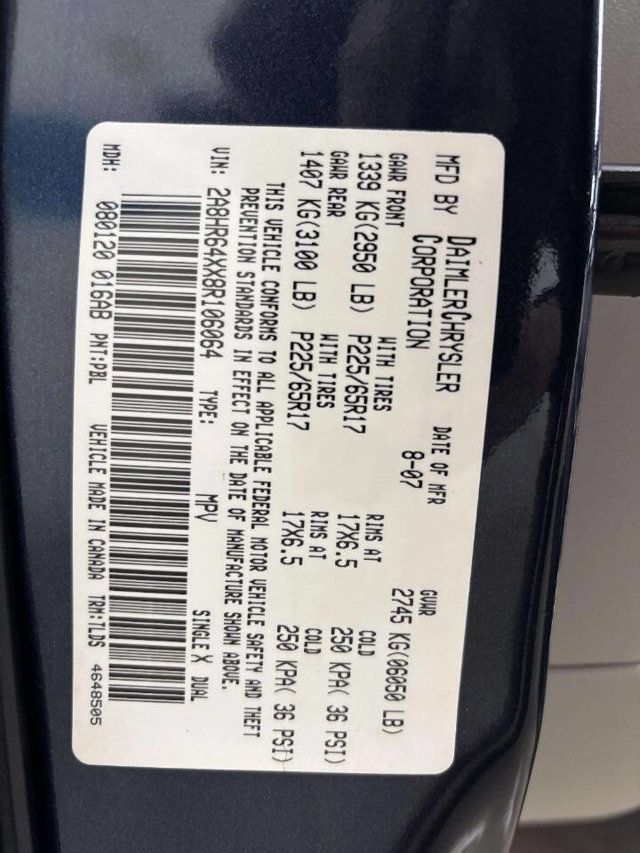 MFD BY DAIMLERCHRYSLER CORPORATION
DATE OF MFR 8-07
GVWR 2745 KG(06050 LB)
GAWR FRONT WITH TIRES RIMS AT COLD
1339 KG(2950 LB) P225/65R17 17X6.5 250 KPA( 36 PSI)
GAWR REAR WITH TIRES RIMS AT COLD
1407 KG(3100 LB) P225/65R17 17X6.5 250 KPA( 36 PSI)
THIS VEHICLE CONFORMS TO ALL APPLICABLE FEDERAL MOTOR VEHICLE SAFETY AND THEFT
PREVENTION STANDARDS IN EFFECT ON THE DATE OF MANUFACTURE SHOWN ABOVE.
VIN: 2A8HR64XX8R106064 TYPE: MPV SINGLE X DUAL
MDH: 080120 016AB PNT:PBL VEHICLE MADE IN CANADA TRM:TLDS 4648505